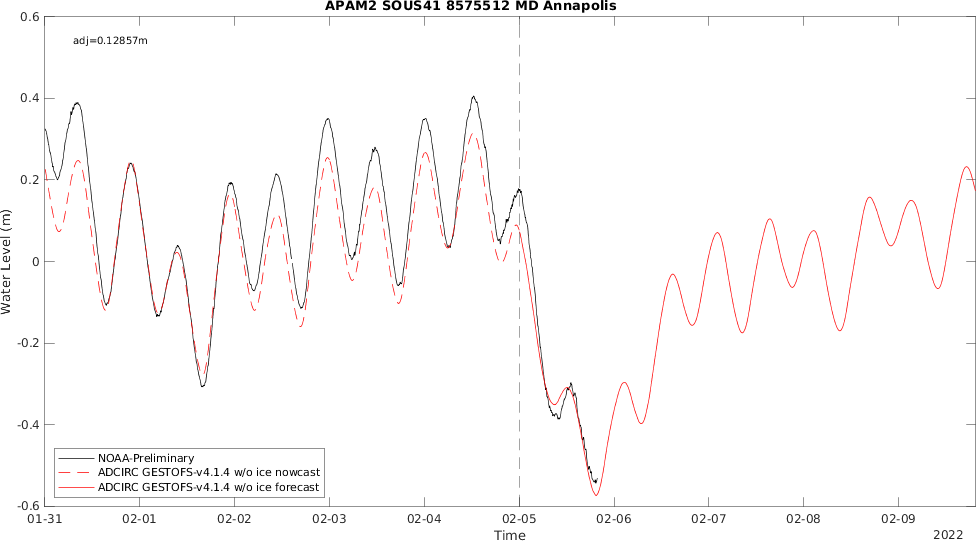 APAM2 SOUS41 8575512 MD Annapolis
adj=0.12857m
0.6
0.4
0.2
0
-0.2
-0.4
-0.6
Water Level (m)
NOAA-Preliminary
ADCIRC GESTOFS-v4.1.4 w/o ice nowcast
ADCIRC GESTOFS-v4.1.4 w/o ice forecast
01-31 02-01 02-02 02-03 02-04 02-05 02-06 02-07 02-08 02-09
Time
2022